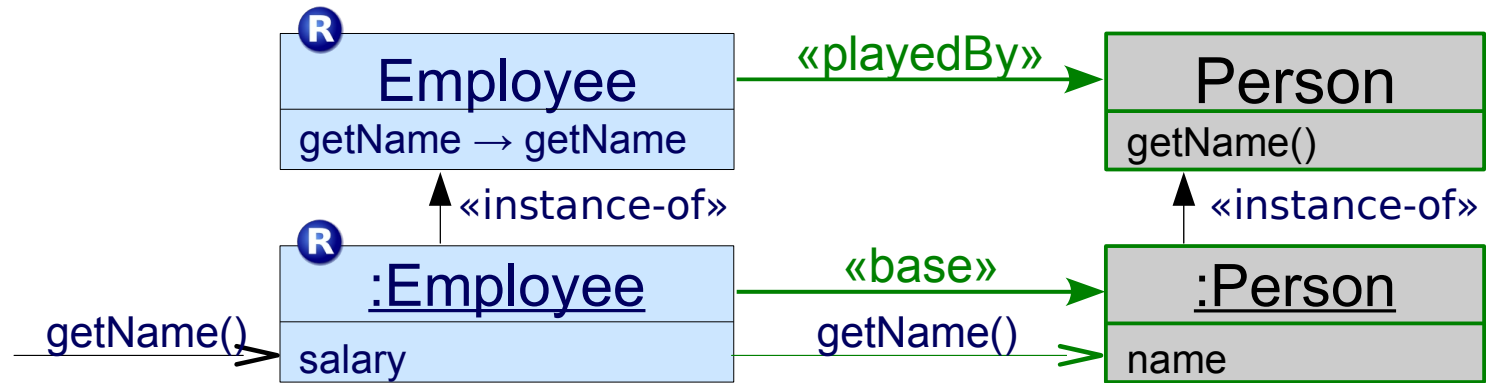 R
Employee
«playedBy»
Person
getName → getName
getName()
«instance-of»
«instance-of»
R
:Employee
«base»
:Person
getName()
salary
getName()
name